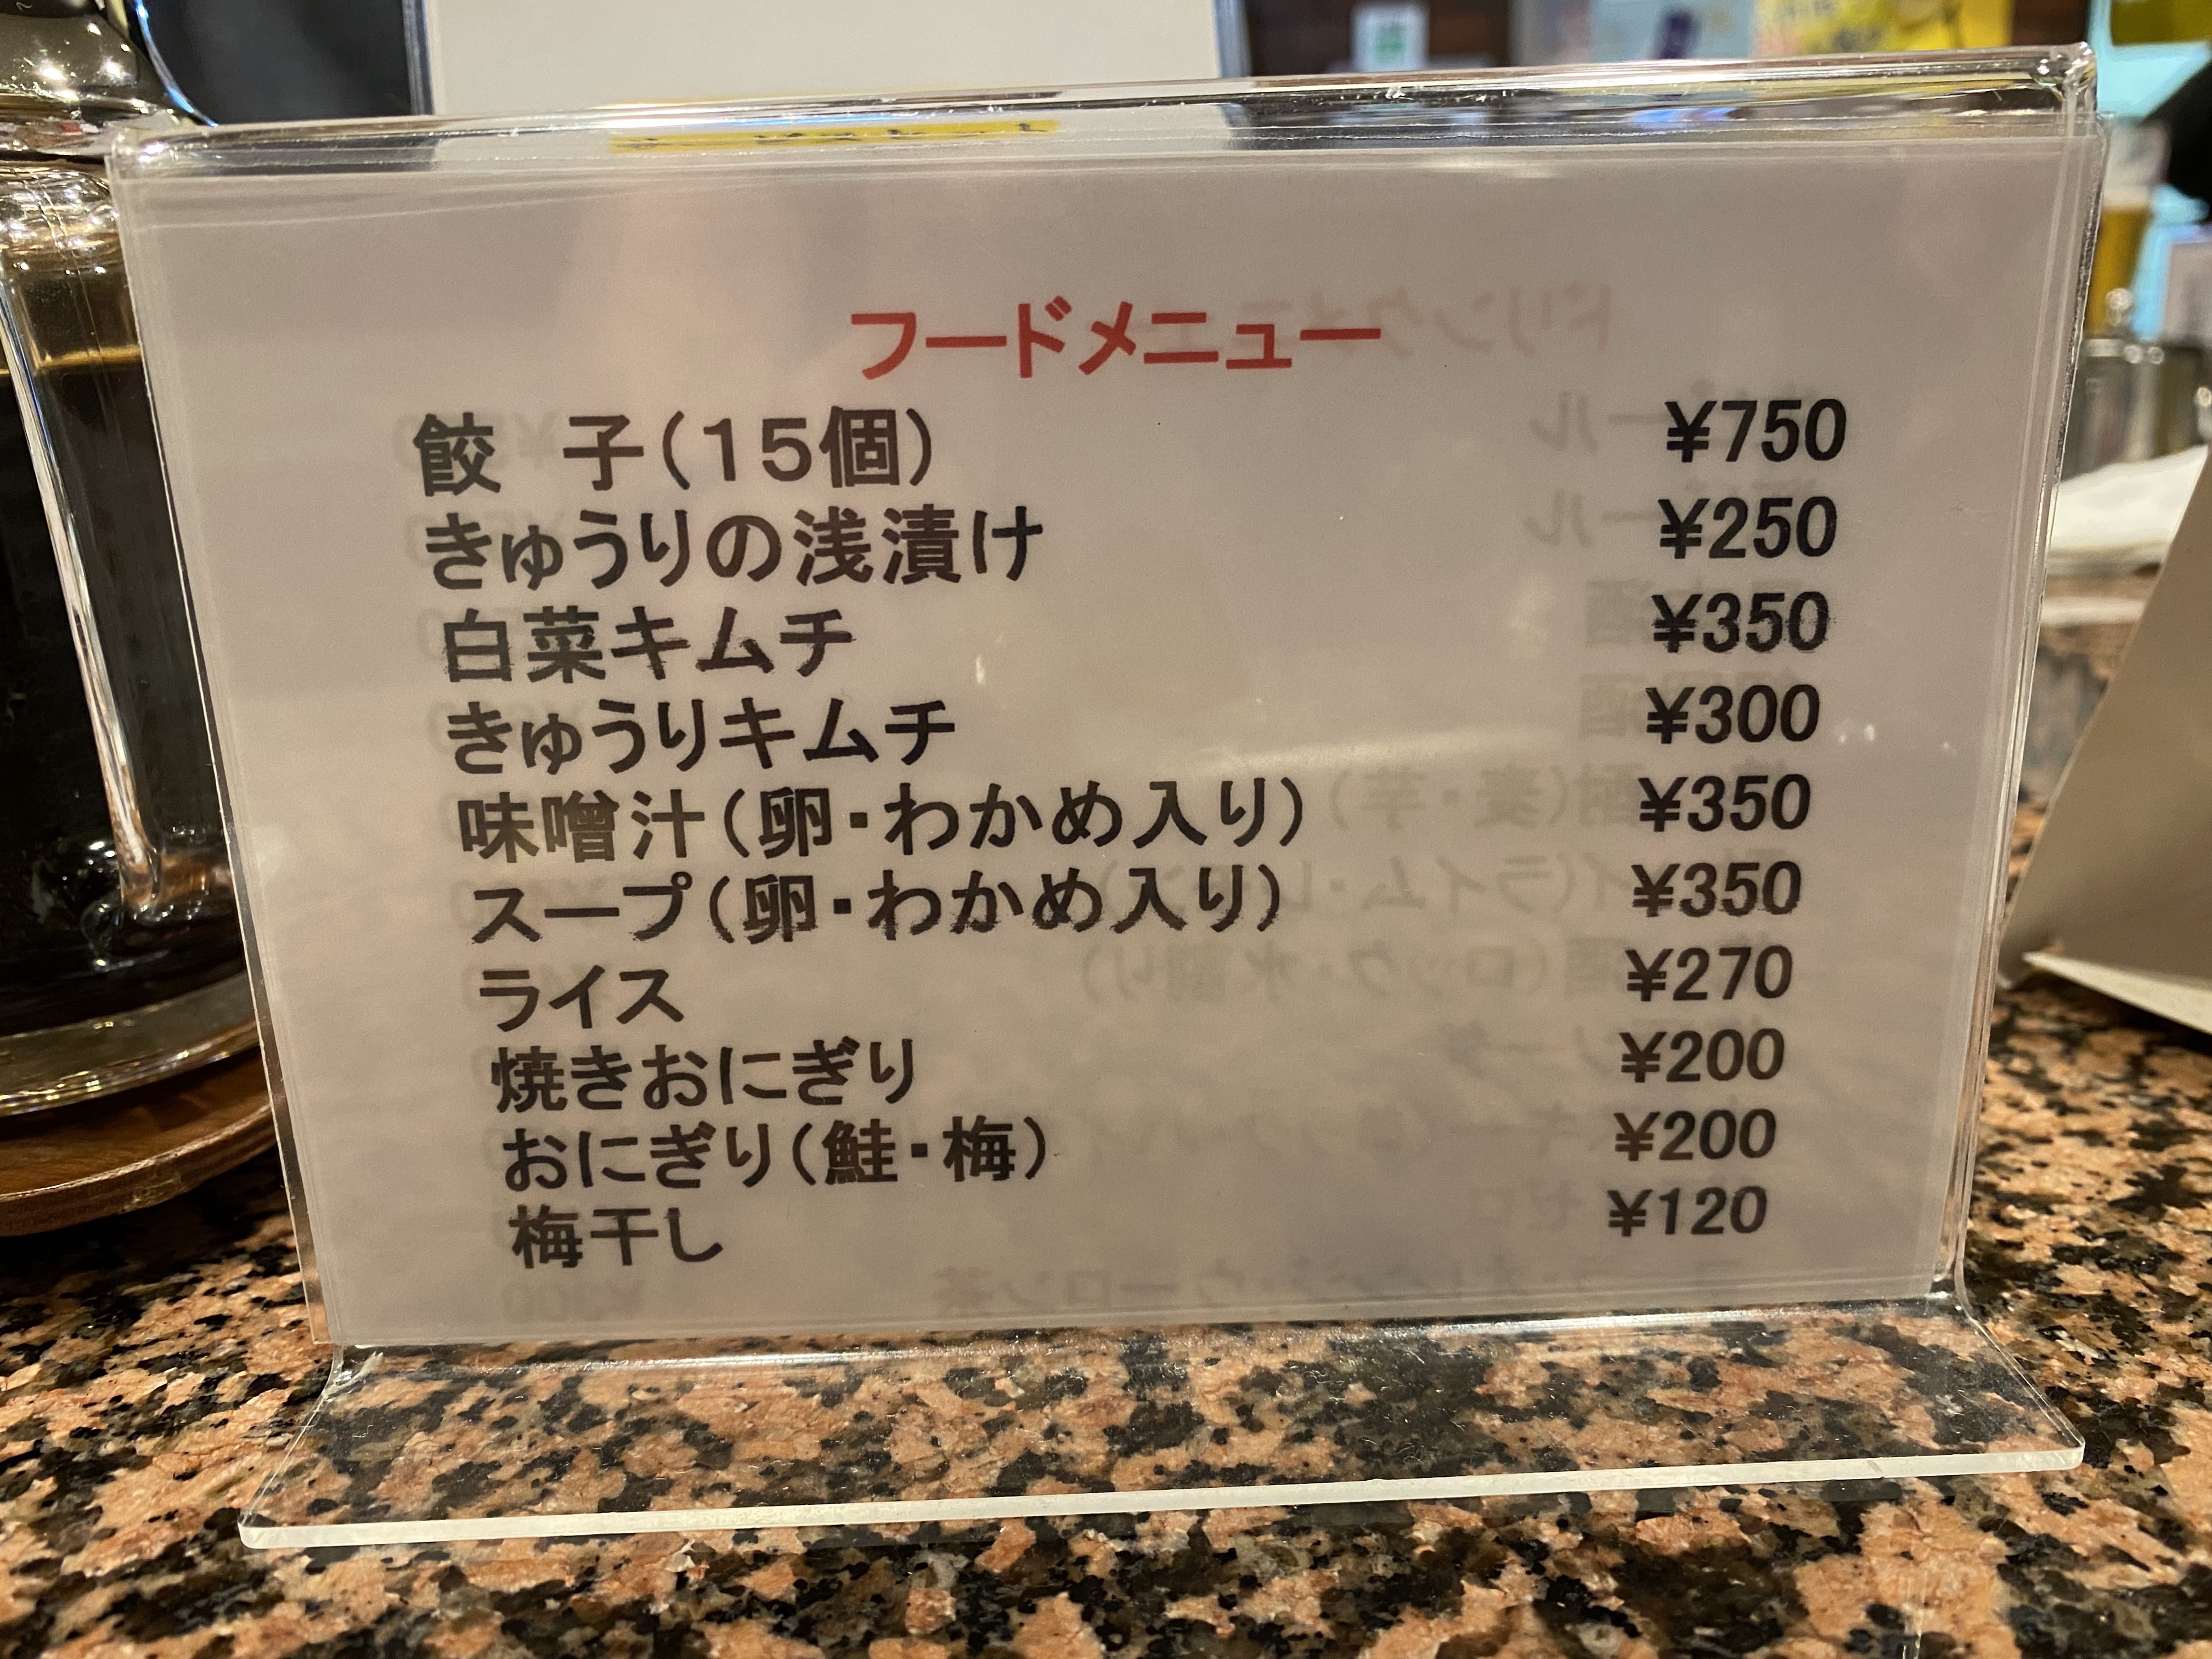 フードメニュー
餃　子(15個) ¥750
きゅうりの浅漬け ¥250
白菜キムチ ¥350
きゅうりキムチ ¥300
味噌汁(卵・わかめ入り) ¥350
スープ(卵・わかめ入り) ¥350
ライス ¥270
焼きおにぎり ¥200
おにぎり(鮭・梅) ¥200
梅干し ¥120